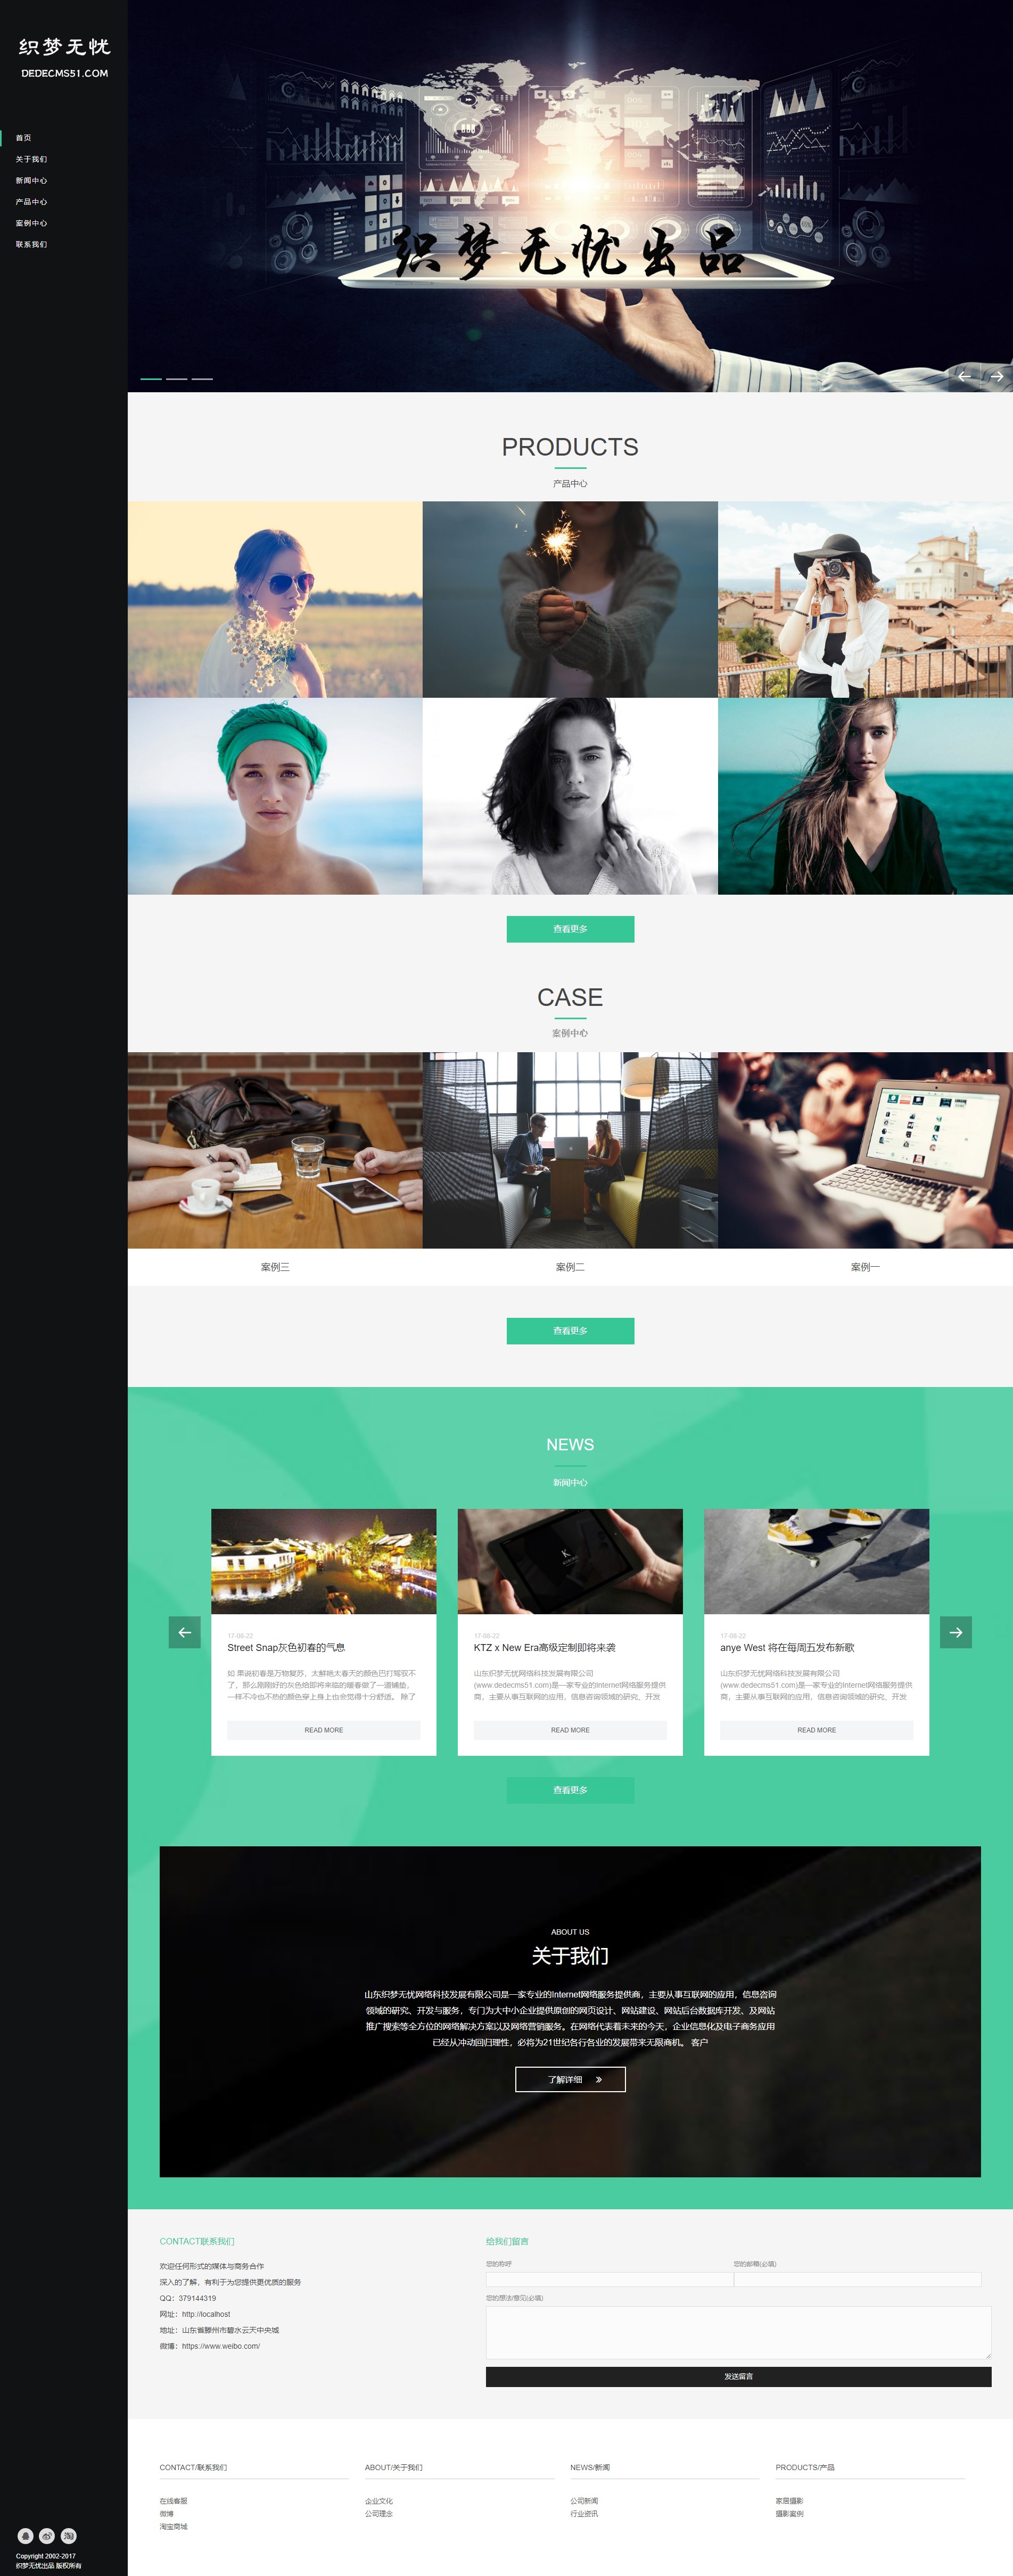 织梦无忧
DEDECMS51.COM
首页
关于我们
新闻中心
产品中心
案例中心
联系我们
织梦无忧出品
PRODUCTS
产品中心
查看更多
CASE
案例中心
案例三
案例二
案例一
查看更多
NEWS
新闻中心
17-08-22
Street Snap灰色初春的气息
如 果说初春是万物复苏，太鲜艳太春天的颜色巴打驾驭不
了，那么刚刚好的灰色给即将来临的暖春做了一道铺垫，
一样不冷也不热的颜色穿上身上也会觉得十分舒适。 除了
READ MORE
17-08-22
KTZ x New Era高级定制即将来袭
山东织梦无忧网络科技发展有限公司
(www.dedecms51.com)是一家专业的Internet网络服务提供
商，主要从事互联网的应用，信息咨询领域的研究、开发
READ MORE
17-08-22
anye West 将在每周五发布新歌
山东织梦无忧网络科技发展有限公司
(www.dedecms51.com)是一家专业的Internet网络服务提供
商，主要从事互联网的应用，信息咨询领域的研究、开发
READ MORE
查看更多
ABOUT US
关于我们
山东织梦无忧网络科技发展有限公司是一家专业的Internet网络服务提供商，主要从事互联网的应用，信息咨询
领域的研究、开发与服务，专门为大中小企业提供原创的网页设计、网站建设、网站后台数据库开发、及网站
推广搜索等全方位的网络解决方案以及网络营销服务。在网络代表着未来的今天，企业信息化及电子商务应用
已经从冲动回归理性，必将为21世纪各行各业的发展带来无限商机。 客户
了解详细 »
CONTACT联系我们
欢迎任何形式的媒体与商务合作
深入的了解，有利于为您提供更优质的服务
QQ：379144319
网址：http://localhost
地址：山东省滕州市碧水云天中央城
微博：https://www.weibo.com/
给我们留言
您的称呼
您的邮箱(必填)
您的想法/意见(必填)
发送留言
CONTACT/联系我们
在线客服
微博
淘宝商城
ABOUT/关于我们
企业文化
公司理念
NEWS/新闻
公司新闻
行业资讯
PRODUCTS/产品
家居摄影
摄影案例
淘
Copyright 2002-2017
织梦无忧出品 版权所有